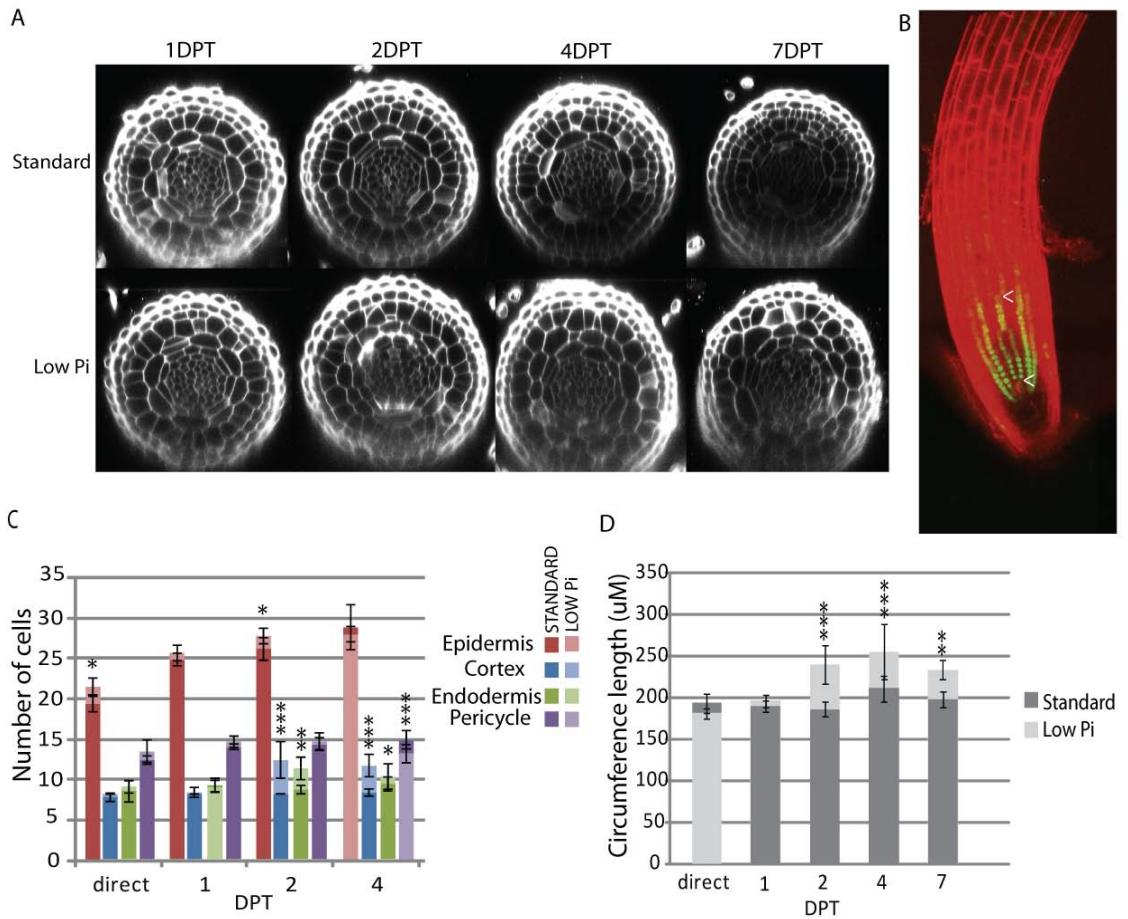 A
1DPT 2DPT 4DPT 7DPT
Standard
Low Pi
B
<
<
C
Number of cells
35
30
25
20
15
10
5
0
*
*
***
**
***
*
***
direct 1 2 4
DPT
STANDARD
LOW Pi
Epidermis
Cortex
Endodermis
Pericycle
D
Circumference length (uM)
350
300
250
200
150
100
50
0
***
***
**
direct 1 2 4 7
DPT
Standard
Low Pi